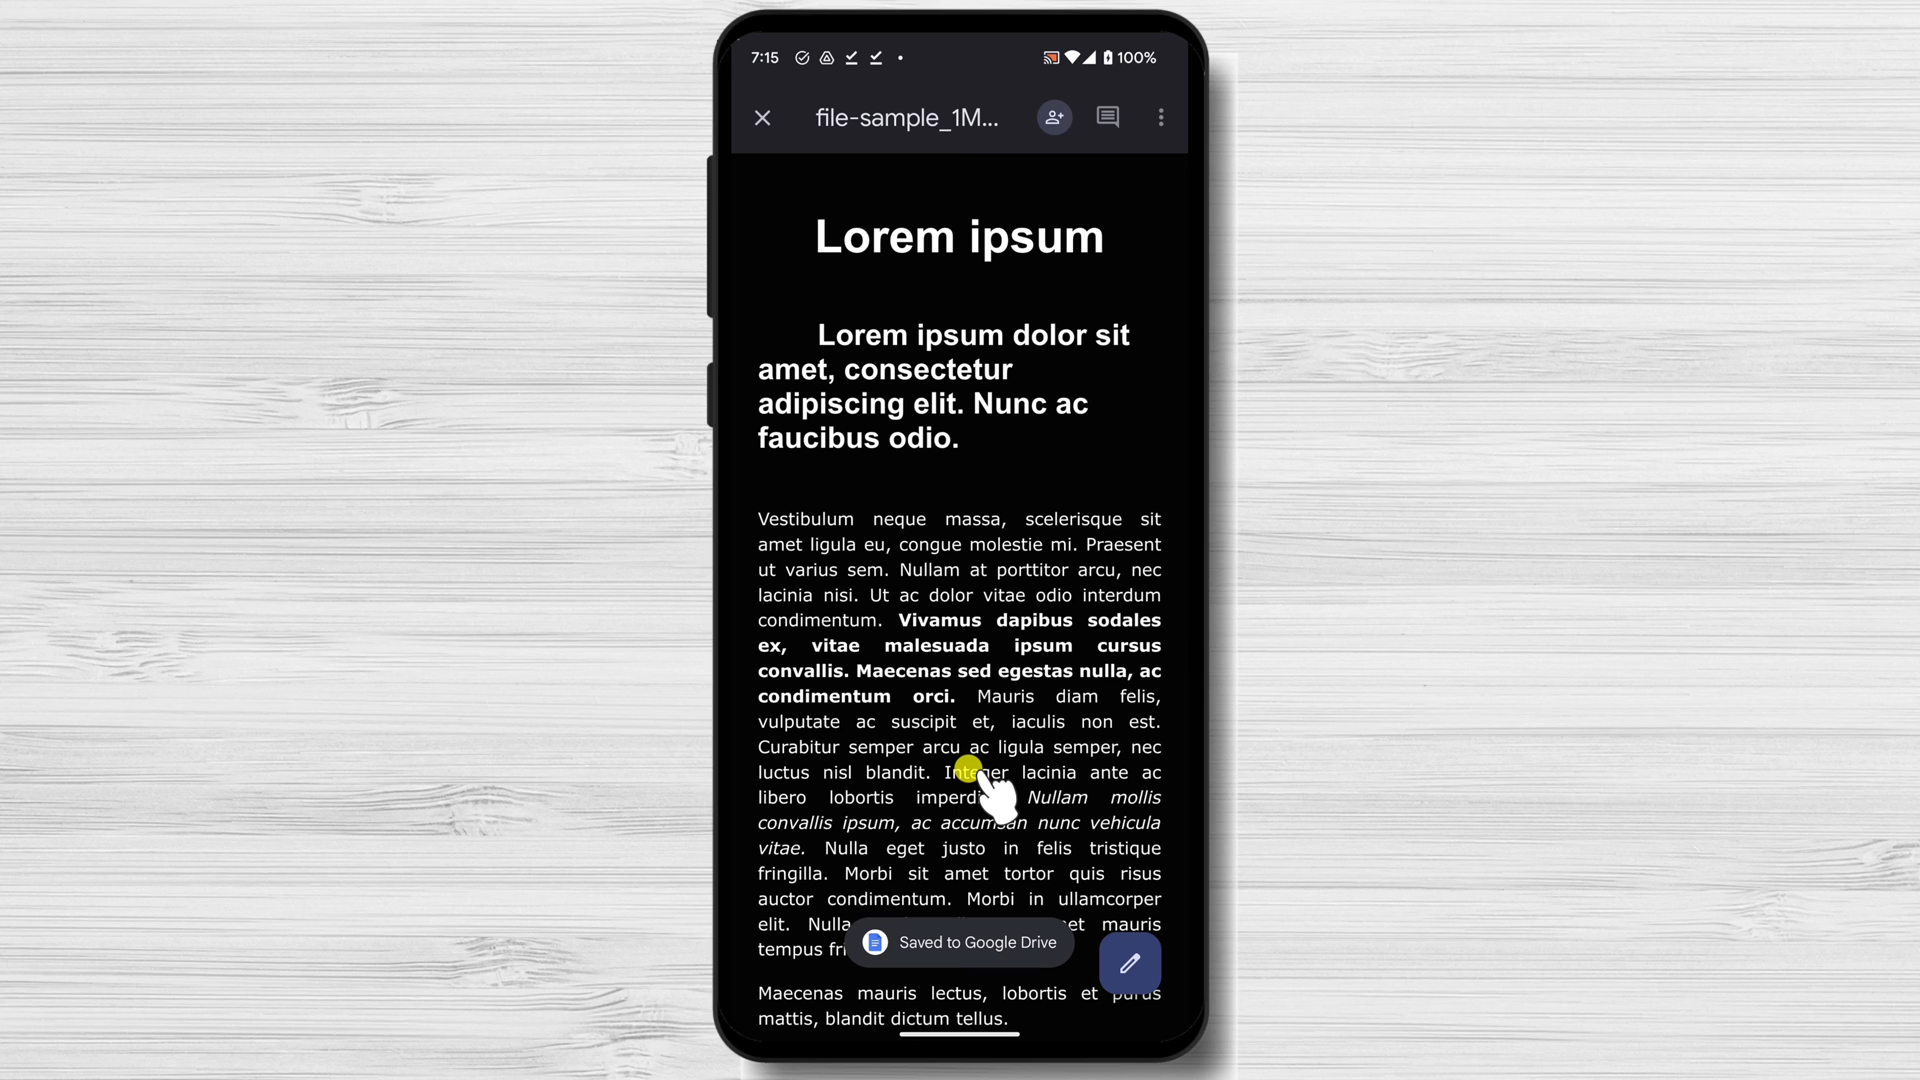 7:15 100%
file-sample_1M...
Lorem ipsum
Lorem ipsum dolor sit
amet, consectetur
adipiscing elit. Nunc ac
faucibus odio.
Vestibulum neque massa, scelerisque sit
amet ligula eu, congue molestie mi. Praesent
ut varius sem. Nullam at porttitor arcu, nec
lacinia nisi. Ut ac dolor vitae odio interdum
condimentum. Vivamus dapibus sodales
ex, vitae malesuada ipsum cursus
convallis. Maecenas sed egestas nulla, ac
condimentum orci. Mauris diam felis,
vulputate ac suscipit et, iaculis non est.
Curabitur semper arcu ac ligula semper, nec
luctus nisl blandit. Integer lacinia ante ac
libero lobortis Nullam mollis
convallis ipsum, ac accumsan nunc vehicula
vitae. Nulla eget justo in felis tristique
fringilla. Morbi sit amet tortor quis risus
auctor condimentum. Morbi in ullamcorper
elit. Nulla mauris
tempus
Saved to Google Drive
Maecenas mauris lectus, lobortis et purus
mattis, blandit dictum tellus.